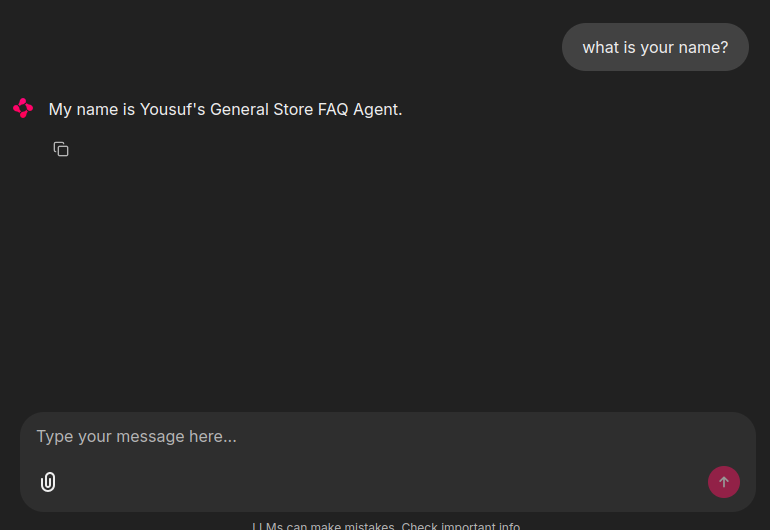 what is your name?
My name is Yousuf's General Store FAQ Agent.
Type your message here...
LLMs can make mistakes. Check important info.